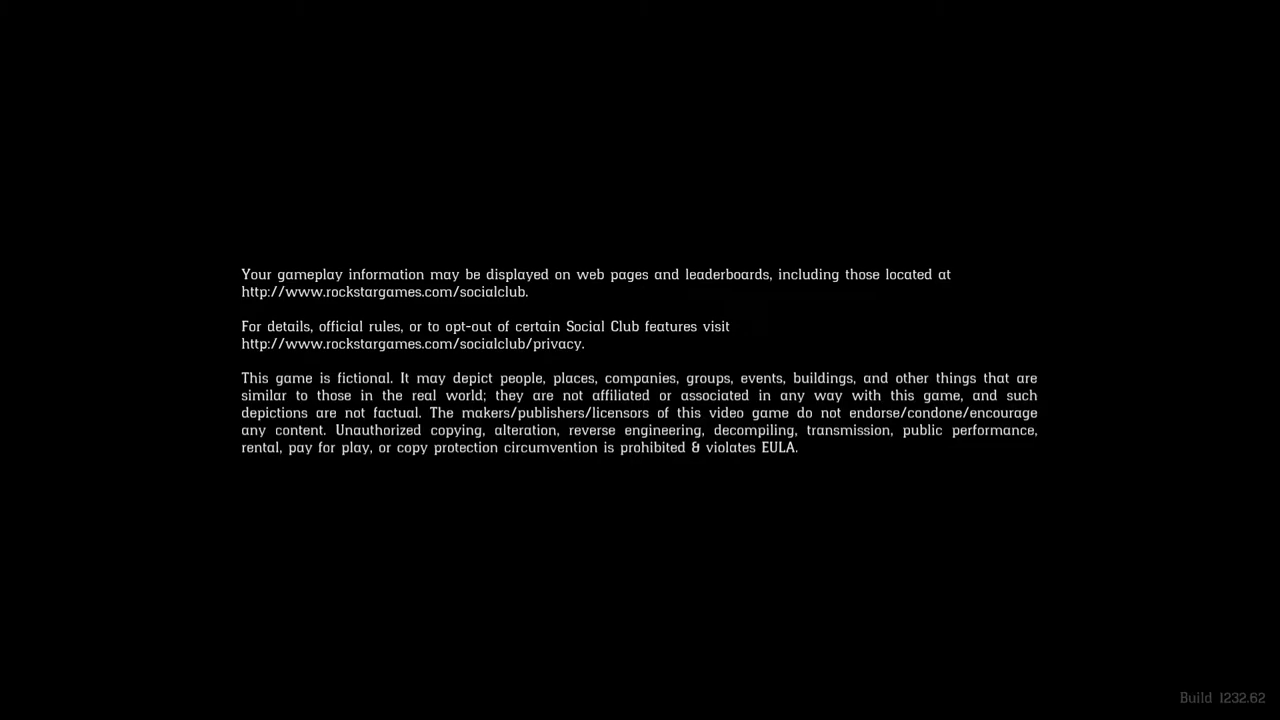 Your gameplay information may be displayed on web pages and leaderboards, including those located at
http://www.rockstargames.com/socialclub.
For details, official rules, or to opt-out of certain Social Club features visit
http://www.rockstargames.com/socialclub/privacy.
This game is fictional. It may depict people, places, companies, groups, events, buildings, and other things that are
similar to those in the real world; they are not affiliated or associated in any way with this game, and such
depictions are not factual. The makers/publishers/licensors of this video game do not endorse/condone/encourage
any content. Unauthorized copying, alteration, reverse engineering, decompiling, transmission, public performance,
rental, pay for play, or copy protection circumvention is prohibited & violates EULA.
Build 1232.62